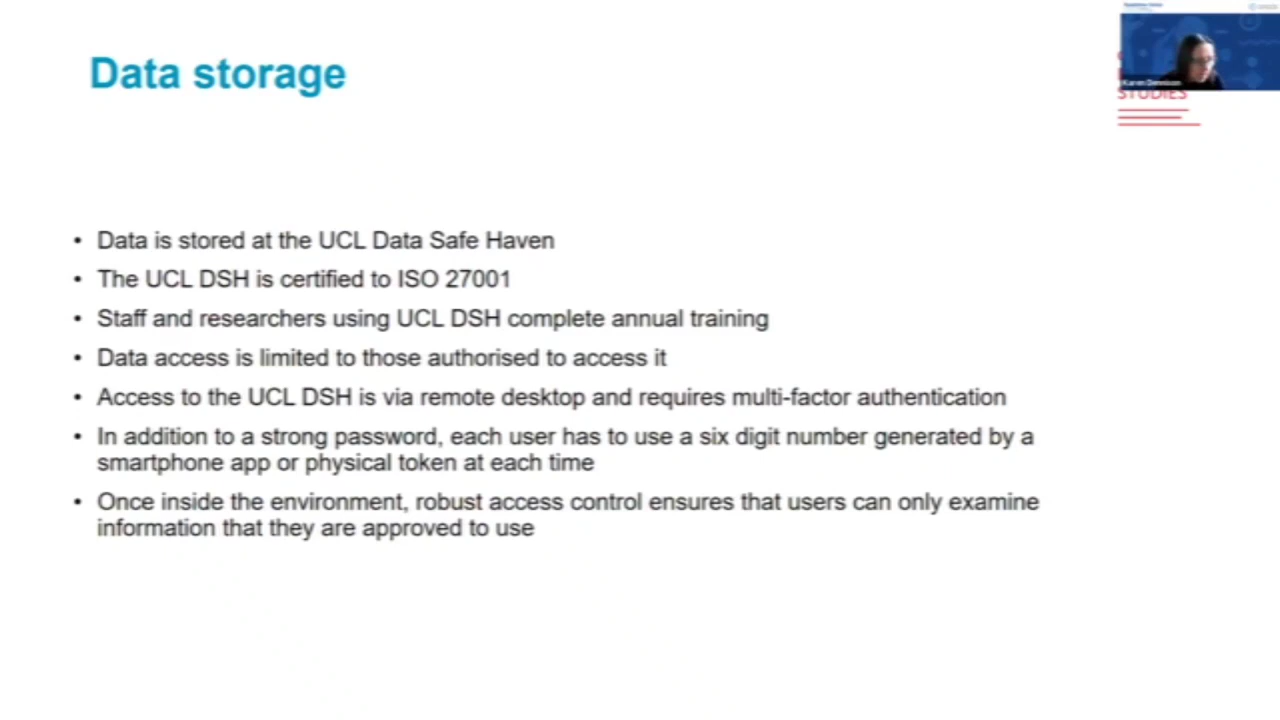 Data storage
Karen Dennison
STUDIES
• Data is stored at the UCL Data Safe Haven
• The UCL DSH is certified to ISO 27001
• Staff and researchers using UCL DSH complete annual training
• Data access is limited to those authorised to access it
• Access to the UCL DSH is via remote desktop and requires multi-factor authentication
• In addition to a strong password, each user has to use a six digit number generated by a
smartphone app or physical token at each time
• Once inside the environment, robust access control ensures that users can only examine
information that they are approved to use